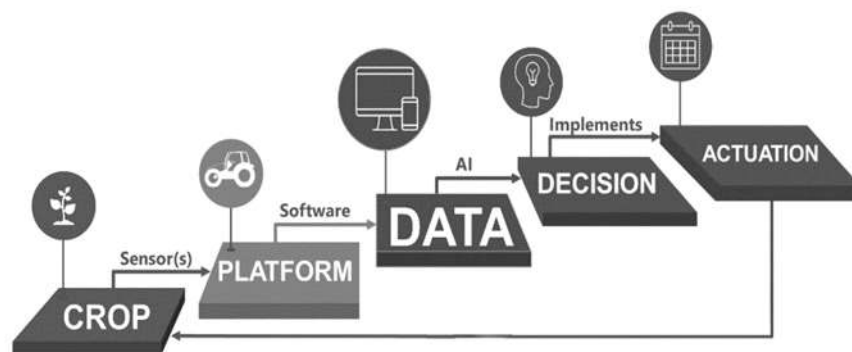 CROP
Sensor(s)
PLATFORM
Software
DATA
AI
DECISION
Implements
ACTUATION